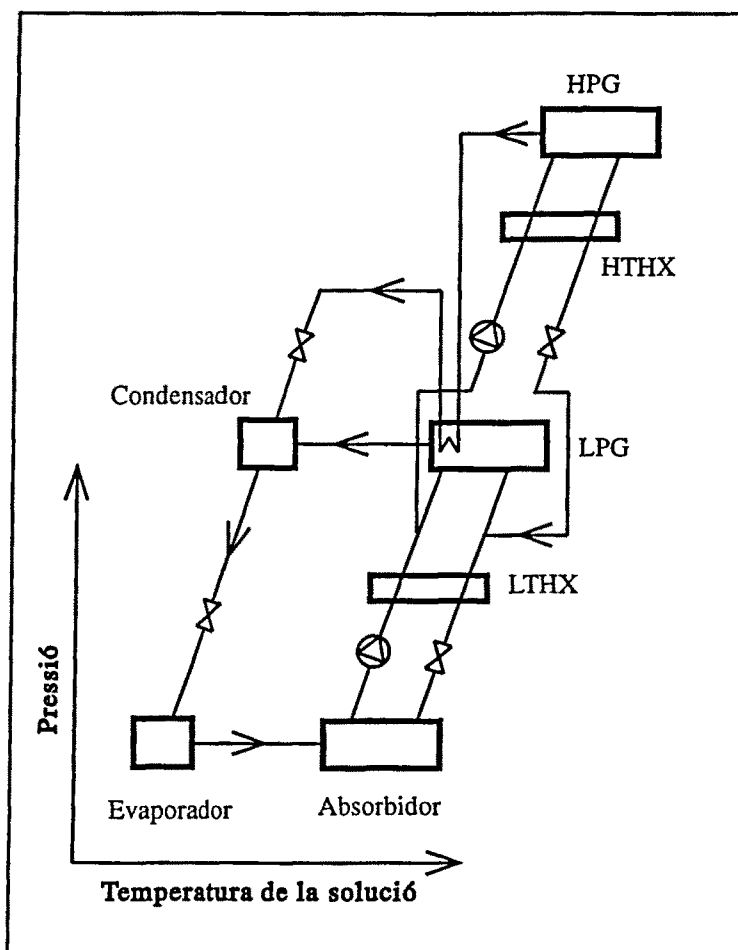 HPG
HTHX
Condensador
LPG
LTHX
Pressió
Evaporador
Absorbidor
Temperatura de la solució